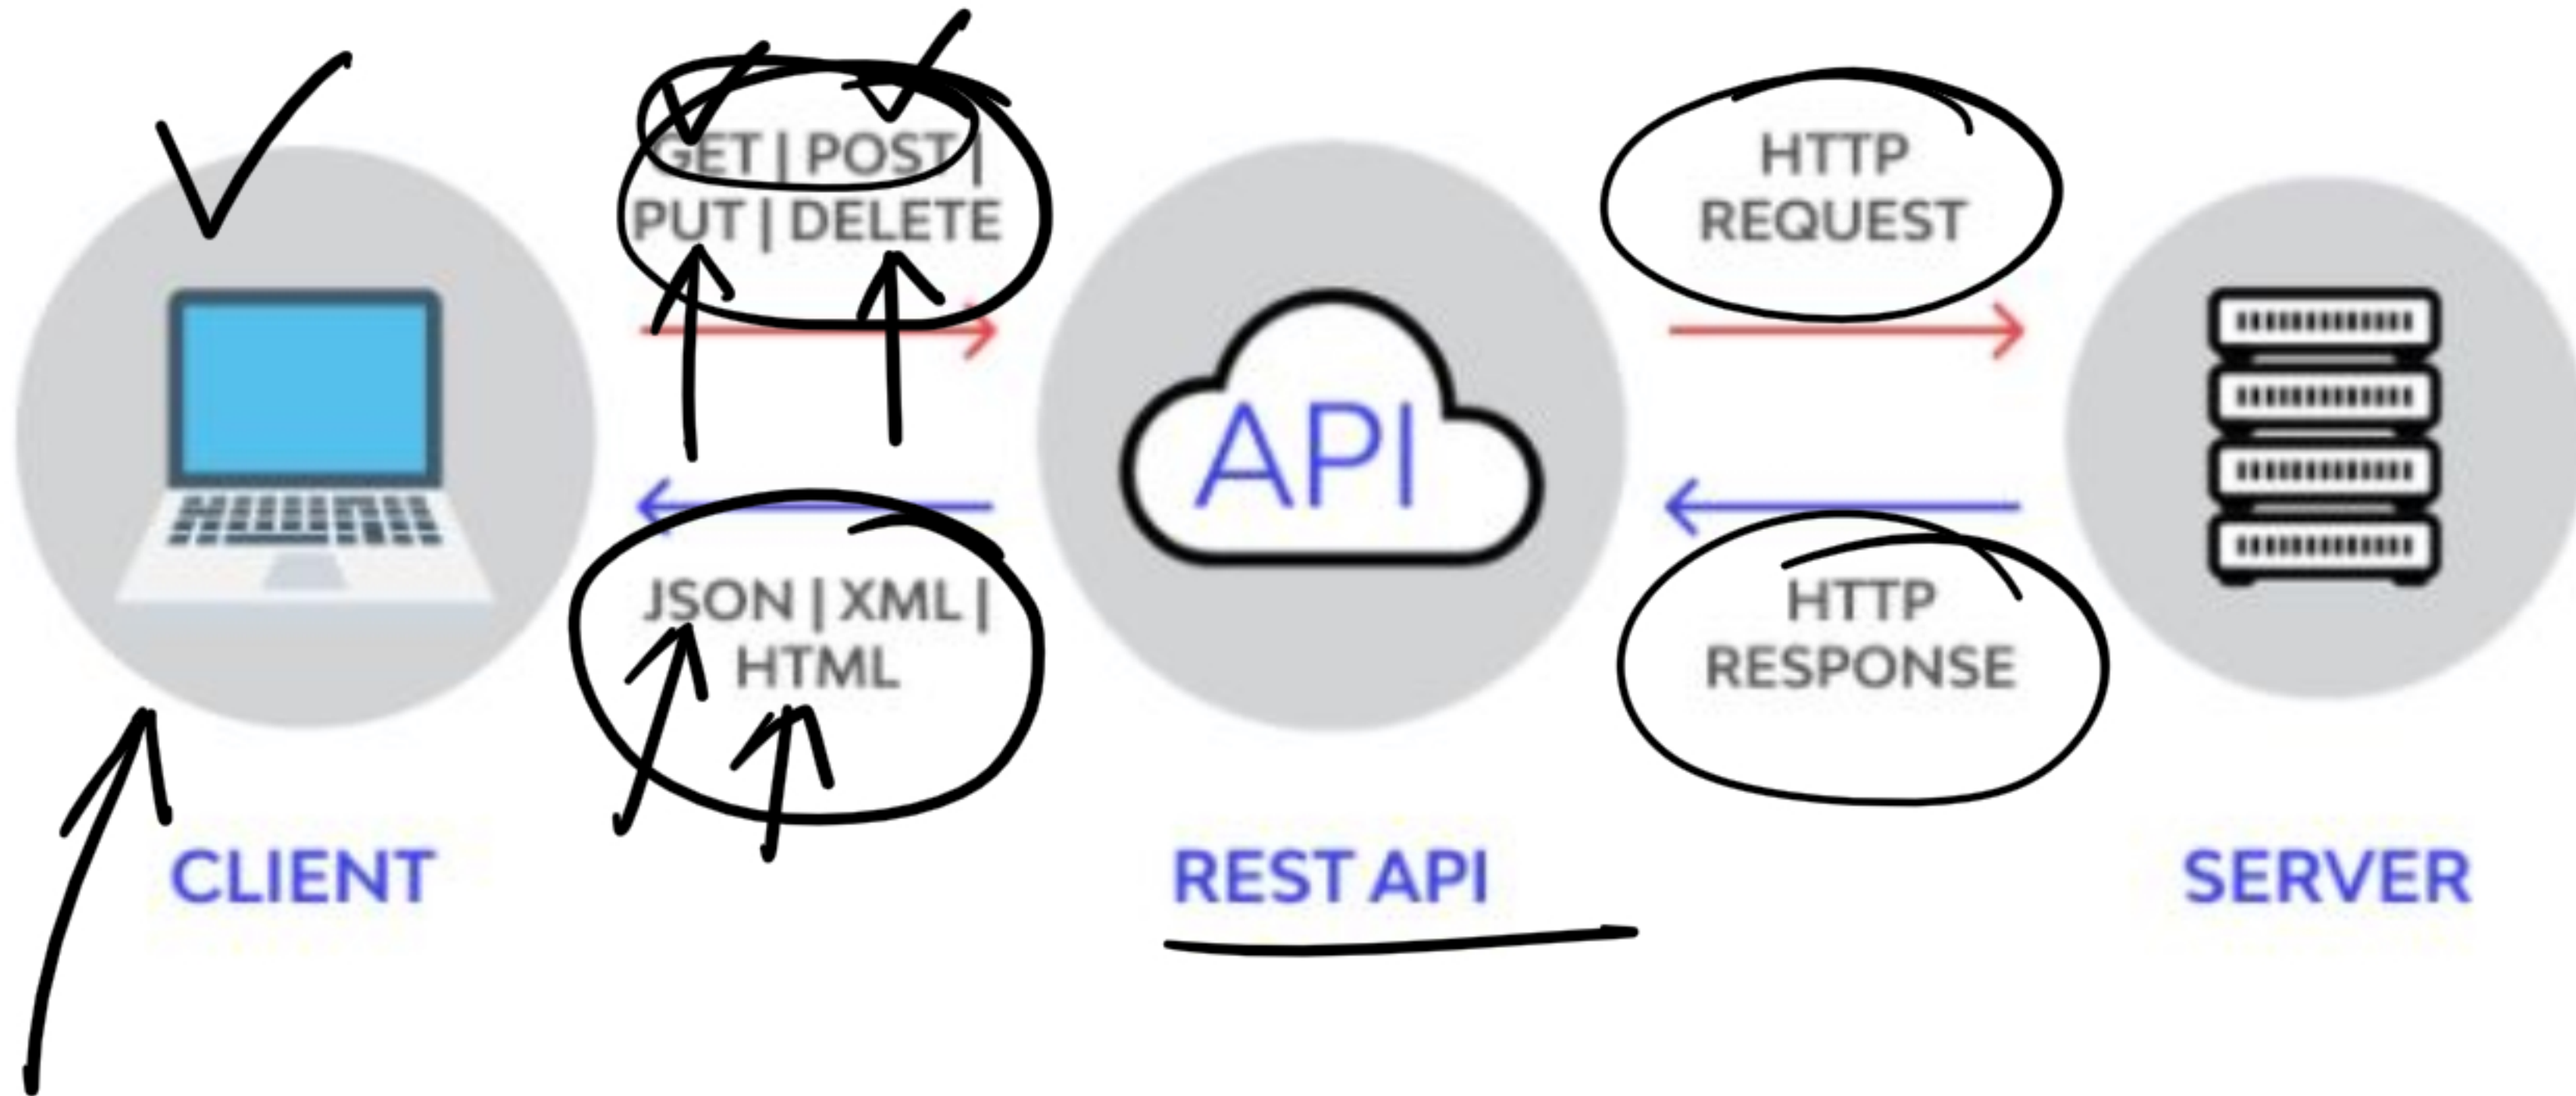 GET | POST |
PUT | DELETE
HTTP
REQUEST
API
JSON | XML |
HTML
HTTP
RESPONSE
CLIENT
REST API
SERVER